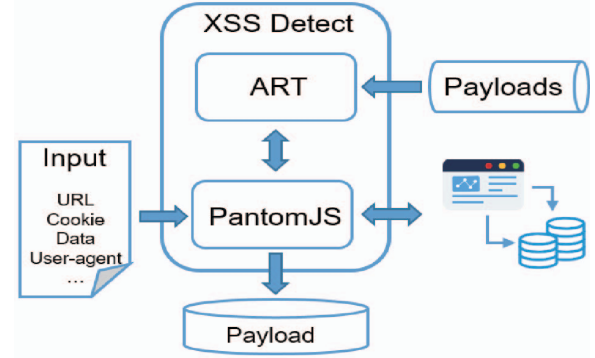 XSS Detect
ART
Payloads
Input
URL
Cookie
Data
User-agent
...
PantomJS
Payload